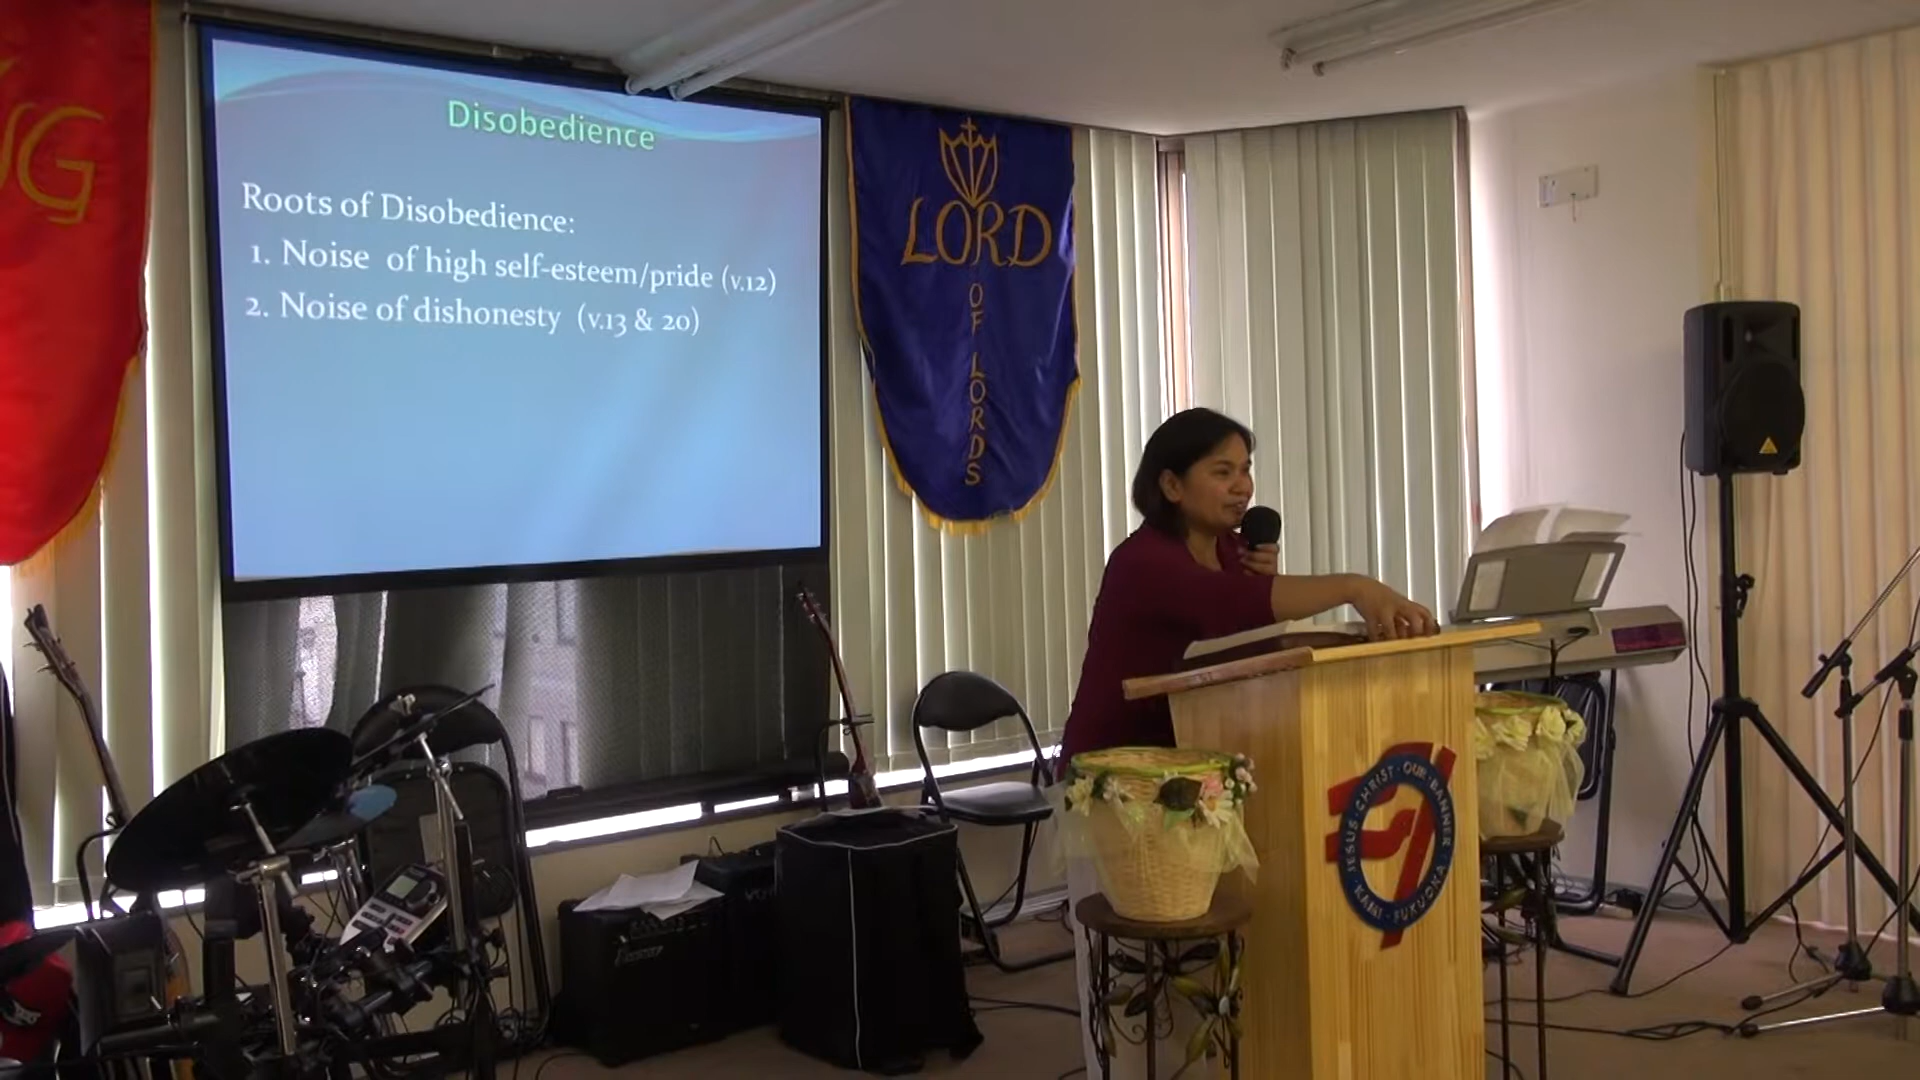 Disobedience
Roots of Disobedience:
1. Noise of high self-esteem/pride (v.12)
2. Noise of dishonesty (v.13 & 20)
LORD
OF
LORDS
JESUS · CHRIST · OUR · BANNER
FUKUOKA